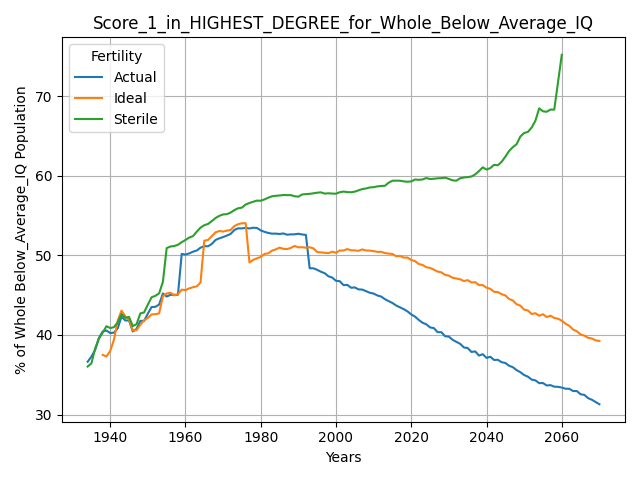 Score_1_in_HIGHEST_DEGREE_for_Whole_Below_Average_IQ
Fertility
Actual
Ideal
Sterile
% of Whole Below_Average_IQ Population
70
60
50
40
30
1940
1960
1980
2000
2020
2040
2060
Years